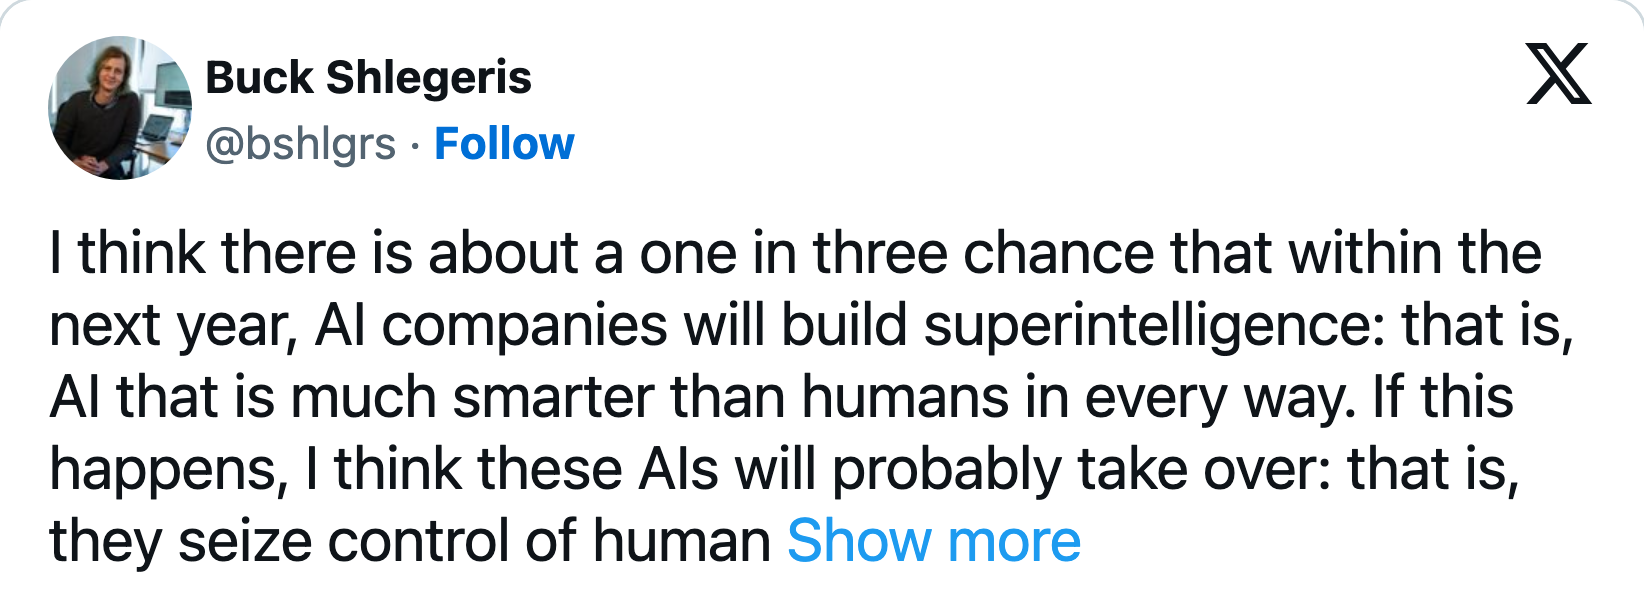 Buck Shlegeris
@bshlgrs · Follow
I think there is about a one in three chance that within the
next year, AI companies will build superintelligence: that is,
AI that is much smarter than humans in every way. If this
happens, I think these AIs will probably take over: that is,
they seize control of human Show more